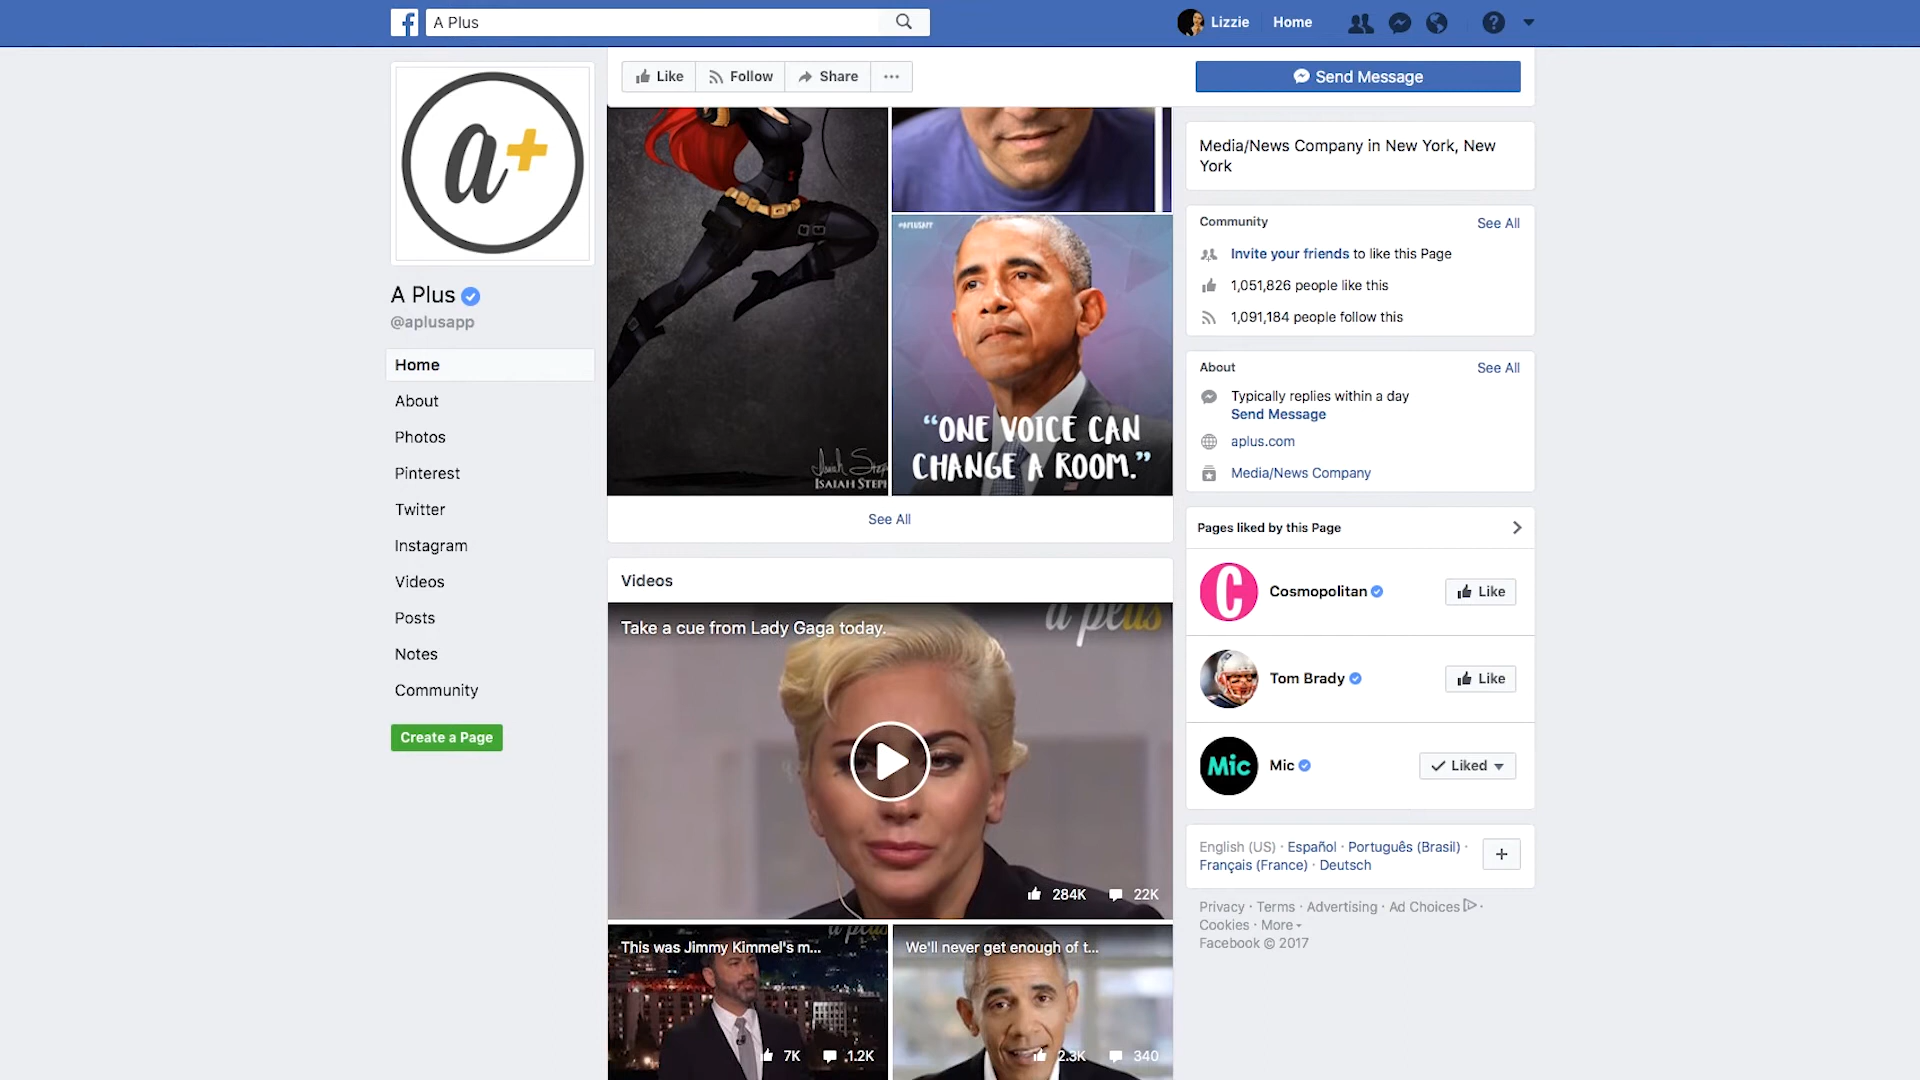 A Plus
Lizzie
Home
Like
Follow
Share
Send Message
a+
A Plus
@aplusapp
Home
About
Photos
Pinterest
Twitter
Instagram
Videos
Posts
Notes
Community
Create a Page
ISAIAH STEPH
#APLUSAPP
“ONE VOICE CAN
CHANGE A ROOM.”
See All
Videos
Take a cue from Lady Gaga today.
a plus
284K
22K
This was Jimmy Kimmel's m...
7K
1.2K
We'll never get enough of t...
2.3K
340
Media/News Company in New York, New
York
Community
See All
Invite your friends to like this Page
1,051,826 people like this
1,091,184 people follow this
About
See All
Typically replies within a day
Send Message
aplus.com
Media/News Company
Pages liked by this Page
Cosmopolitan
Like
Tom Brady
Like
Mic
Mic
Liked
English (US) · Español · Português (Brasil) ·
Français (France) · Deutsch
Privacy · Terms · Advertising · Ad Choices ·
Cookies · More
Facebook © 2017